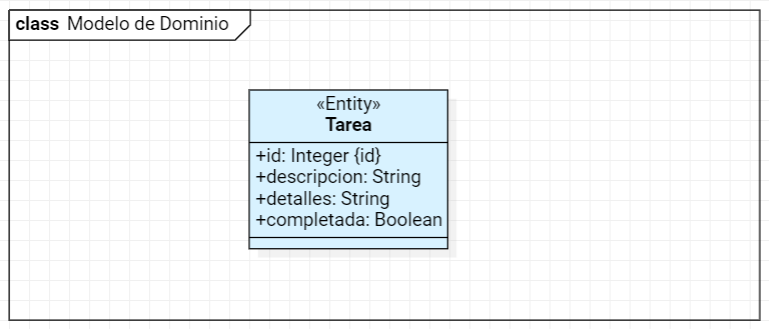 class Modelo de Dominio
«Entity»
Tarea
+id: Integer {id}
+descripcion: String
+detalles: String
+completada: Boolean